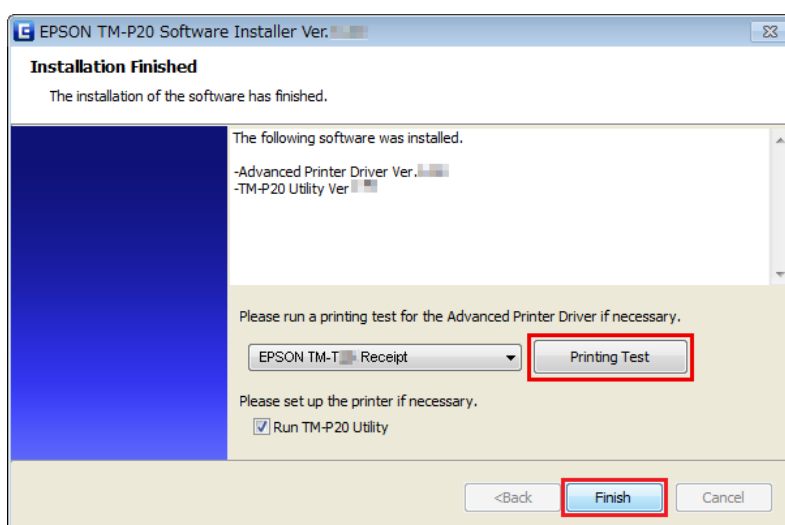 EPSON TM-P20 Software Installer Ver.
Installation Finished
The installation of the software has finished.
The following software was installed.
-Advanced Printer Driver Ver.
-TM-P20 Utility Ver
Please run a printing test for the Advanced Printer Driver if necessary.
EPSON TM-T Receipt
Printing Test
Please set up the printer if necessary.
Run TM-P20 Utility
<Back
Finish
Cancel